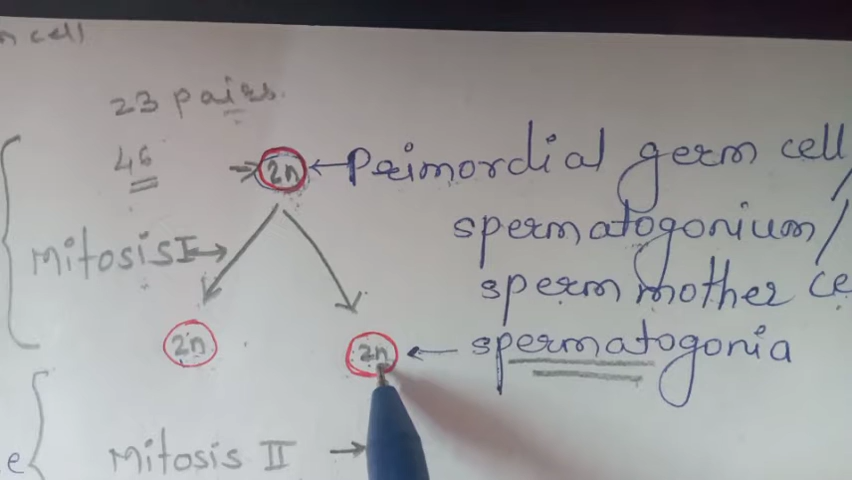 cell
23 pairs.
46
2n
Primordial germ cell/
spermatogonium/
Mitosis I
sperm mother ce
2n
2n
spermatogonia
Mitosis II
e